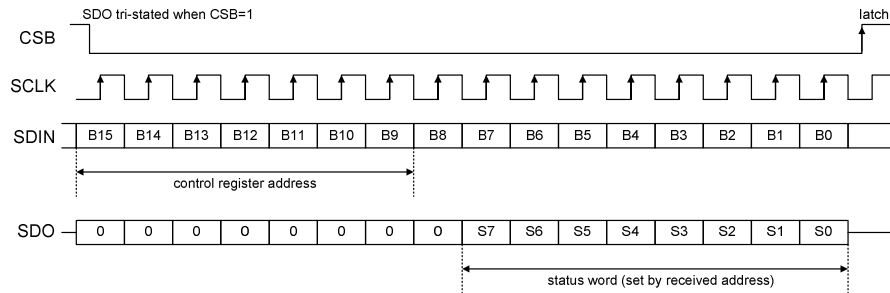 SDO tri-stated when CSB=1 latch
CSB
SCLK
SDIN B15 B14 B13 B12 B11 B10 B9 B8 B7 B6 B5 B4 B3 B2 B1 B0
control register address
SDO 0 0 0 0 0 0 0 0 S7 S6 S5 S4 S3 S2 S1 S0
status word (set by received address)